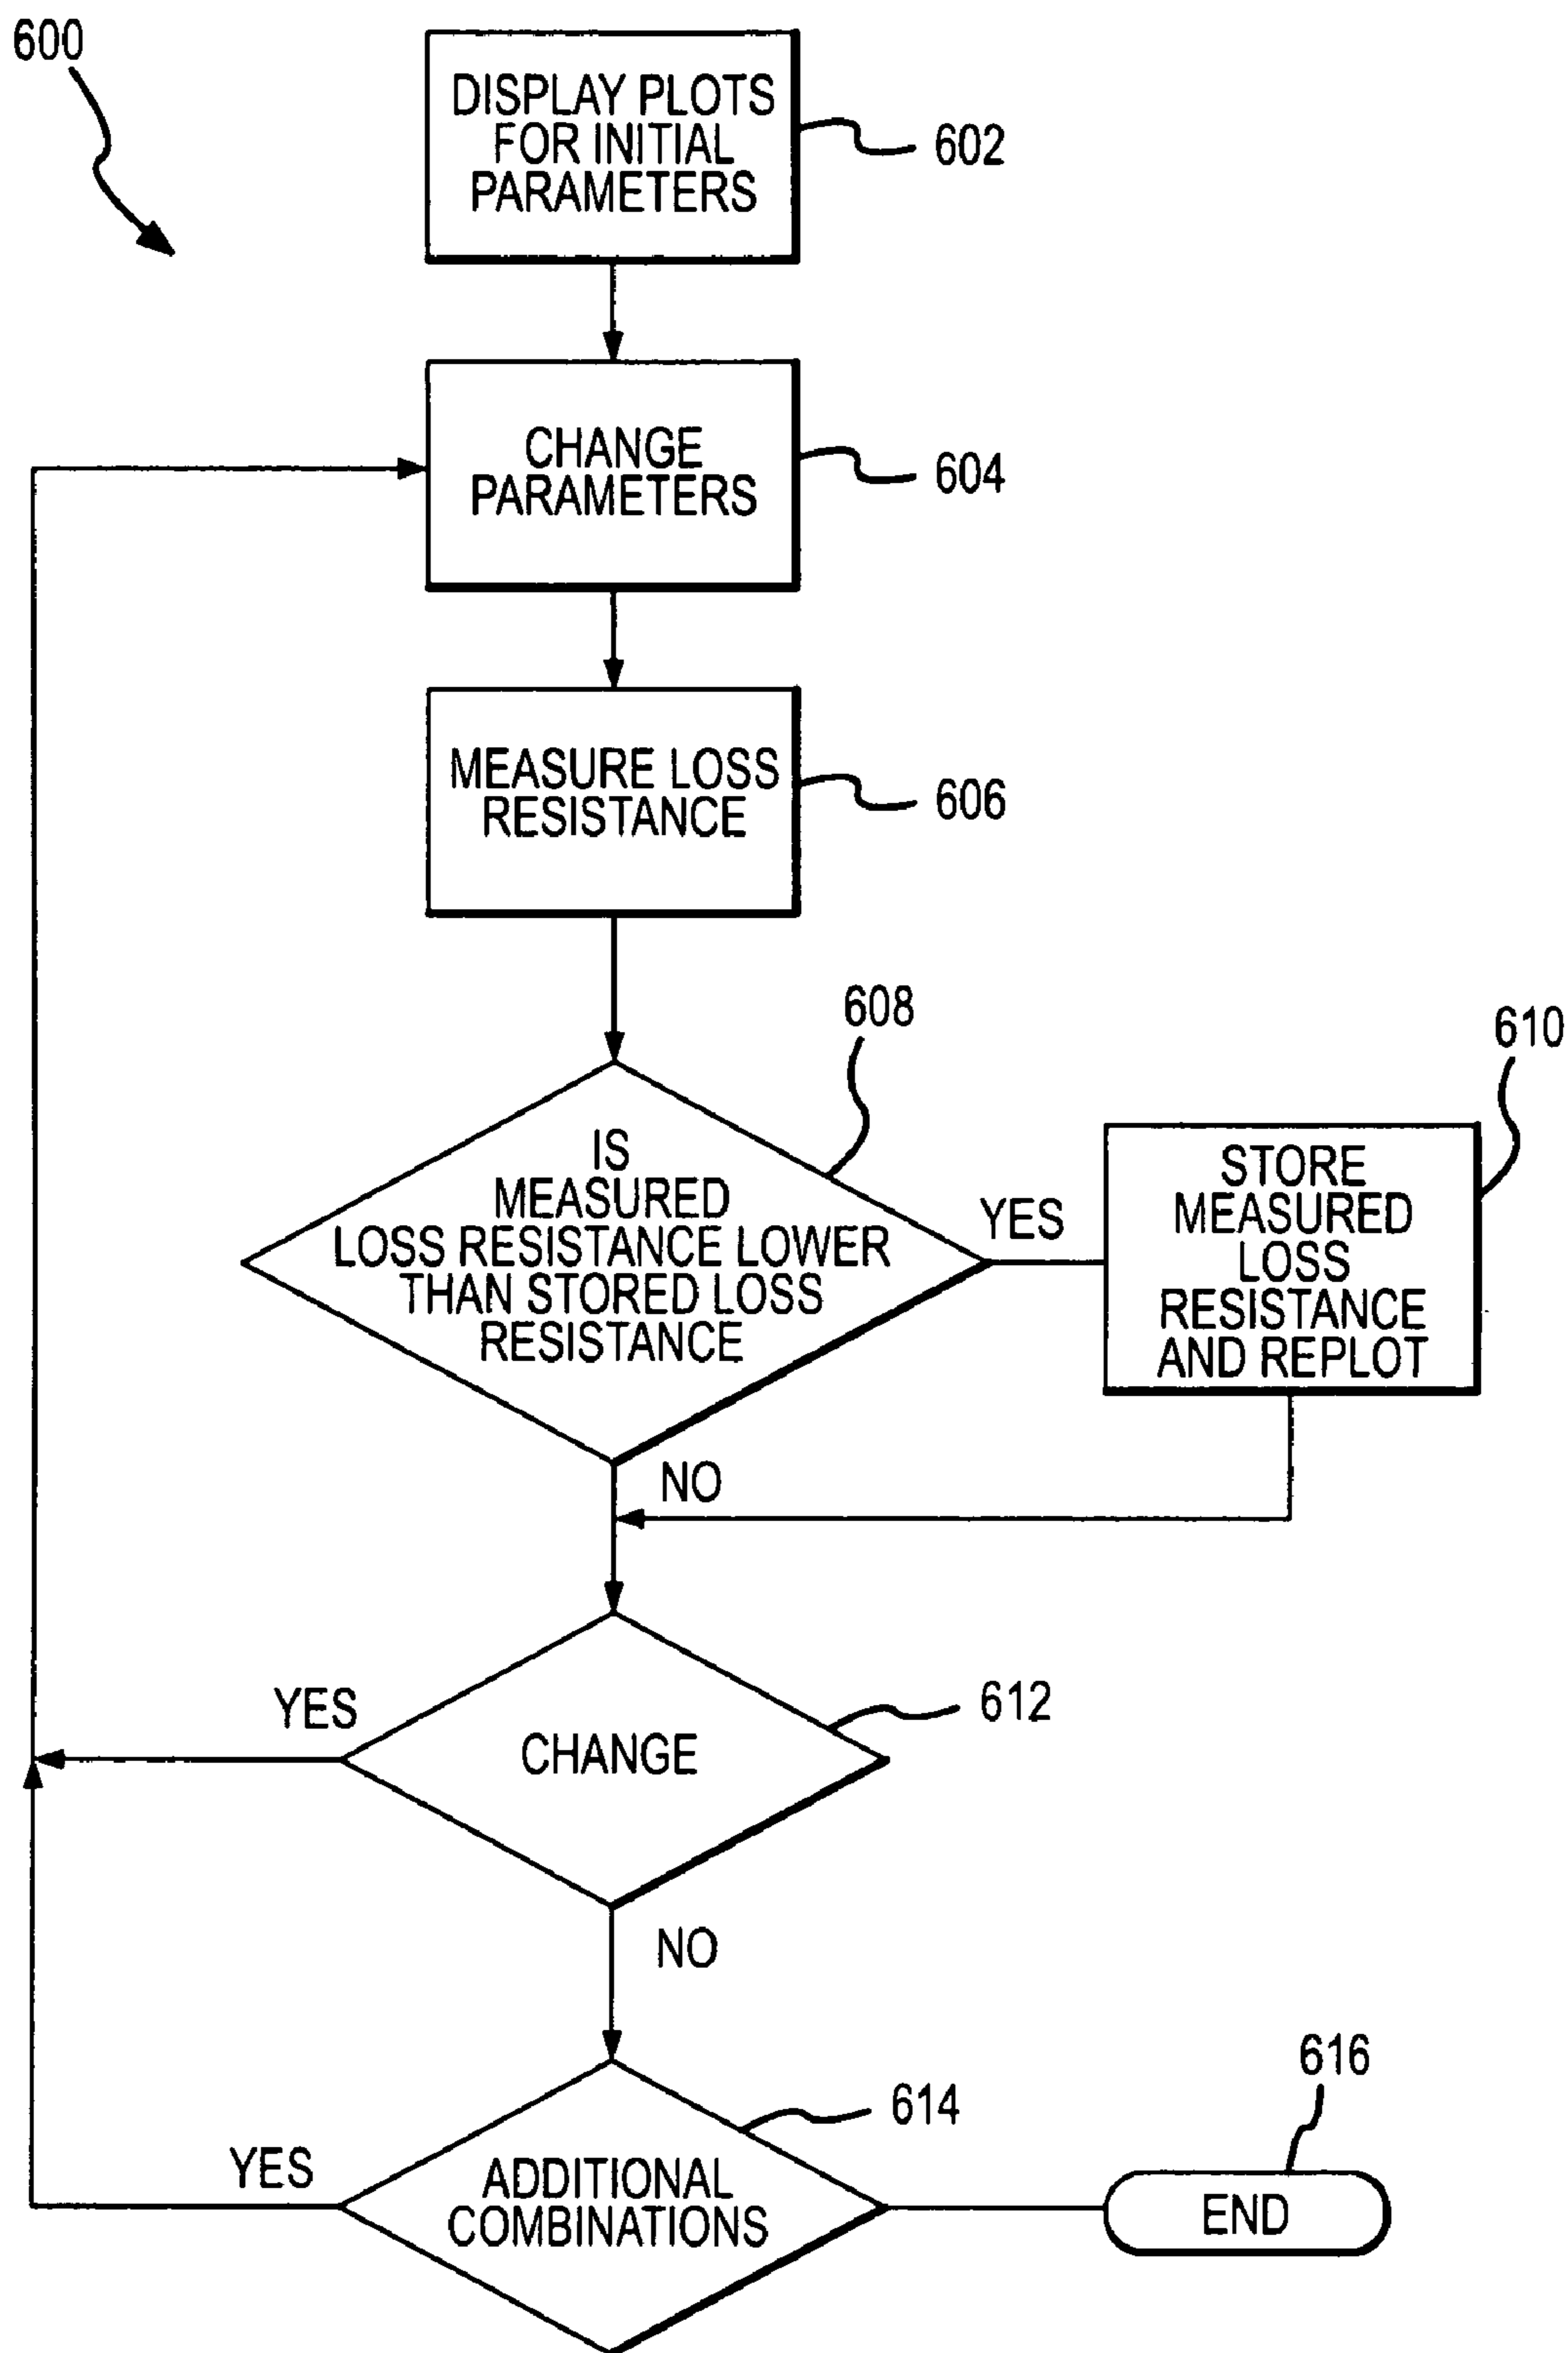 600
DISPLAY PLOTS
FOR INITIAL
PARAMETERS
602
CHANGE
PARAMETERS
604
MEASURE LOSS
RESISTANCE
606
608
IS
MEASURED
LOSS RESISTANCE LOWER
THAN STORED LOSS
RESISTANCE
YES
610
STORE
MEASURED
LOSS
RESISTANCE
AND REPLOT
NO
YES
CHANGE
612
NO
614
YES
ADDITIONAL
COMBINATIONS
616
END